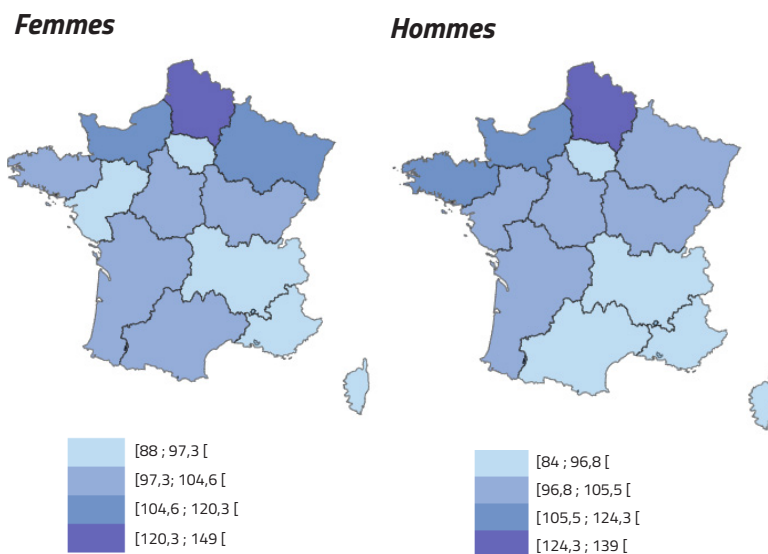 Femmes
Hommes
[88 ; 97,3 [
[97,3; 104,6 [
[104,6 ; 120,3 [
[120,3 ; 149 [
[84 ; 96,8 [
[96,8 ; 105,5 [
[105,5 ; 124,3 [
[124,3 ; 139 [